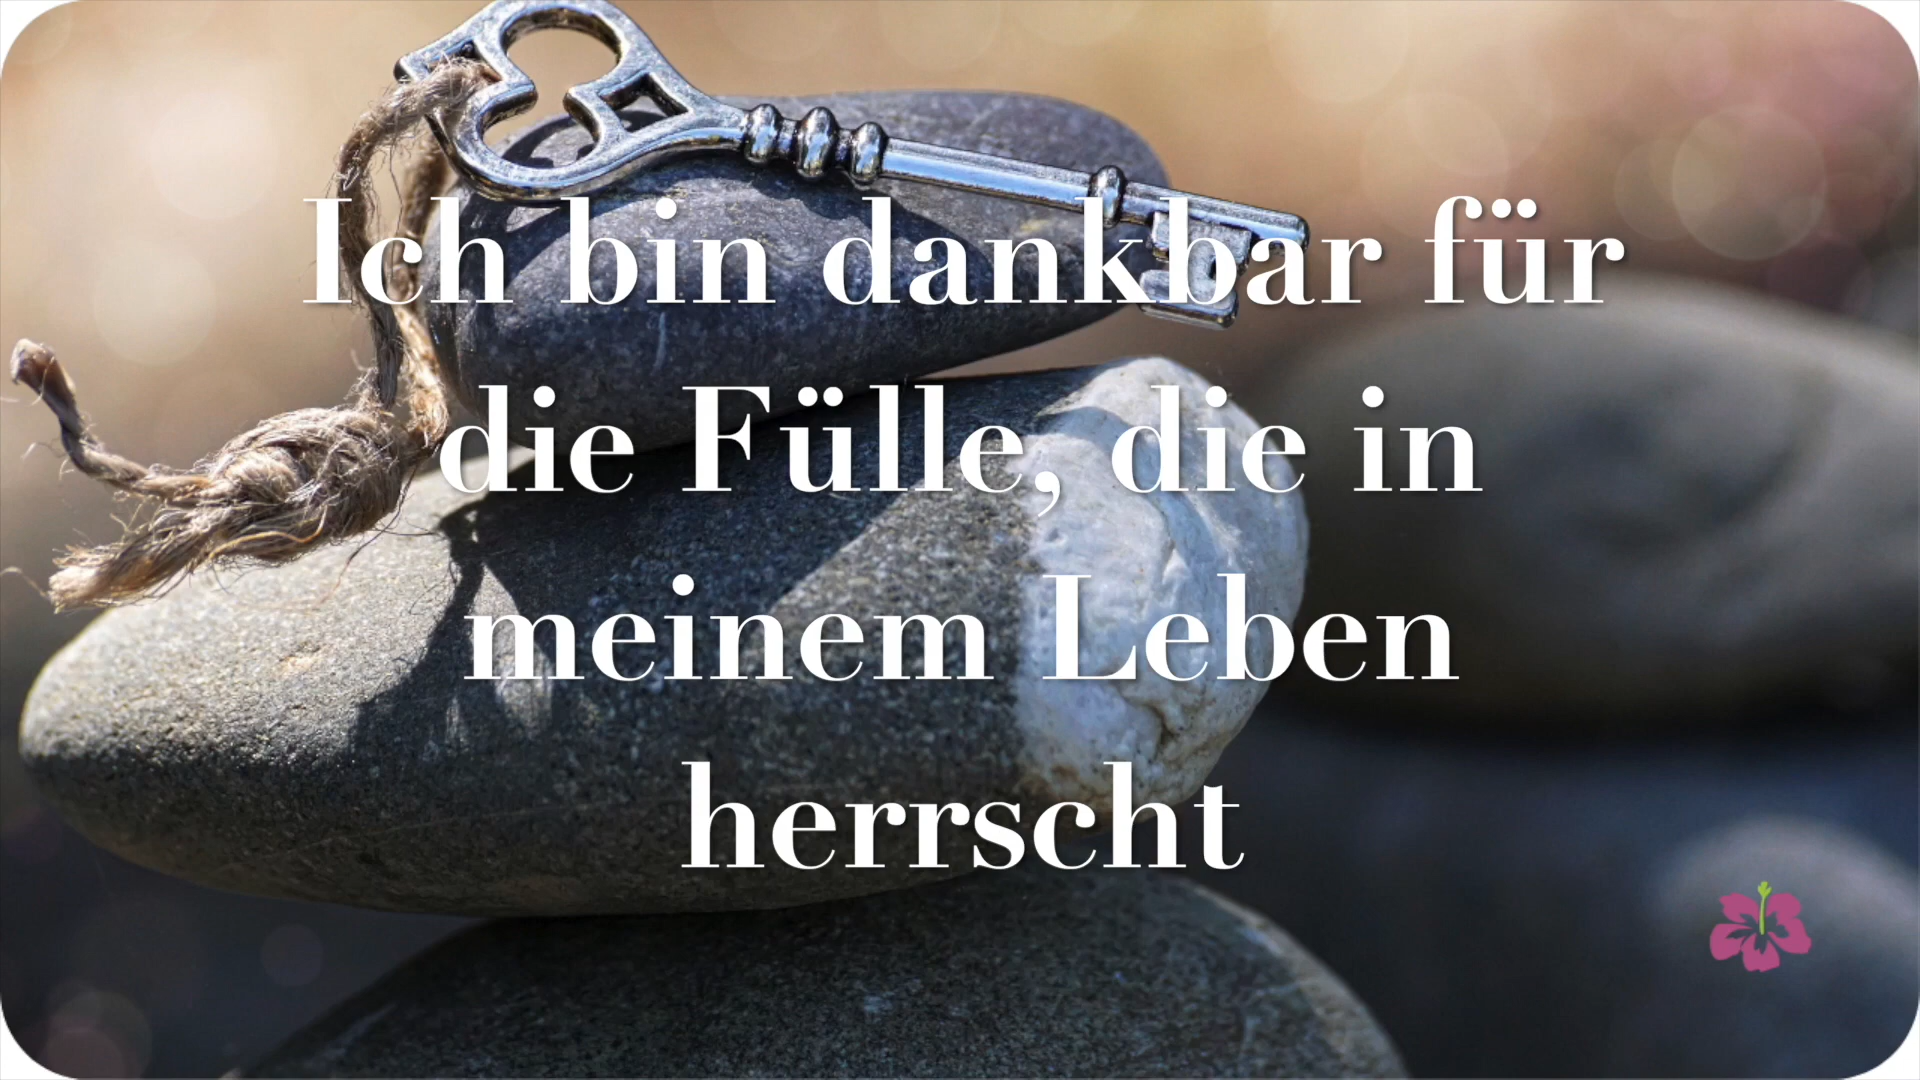 Ich bin dankbar für
die Fülle, die in
meinem Leben
herrscht